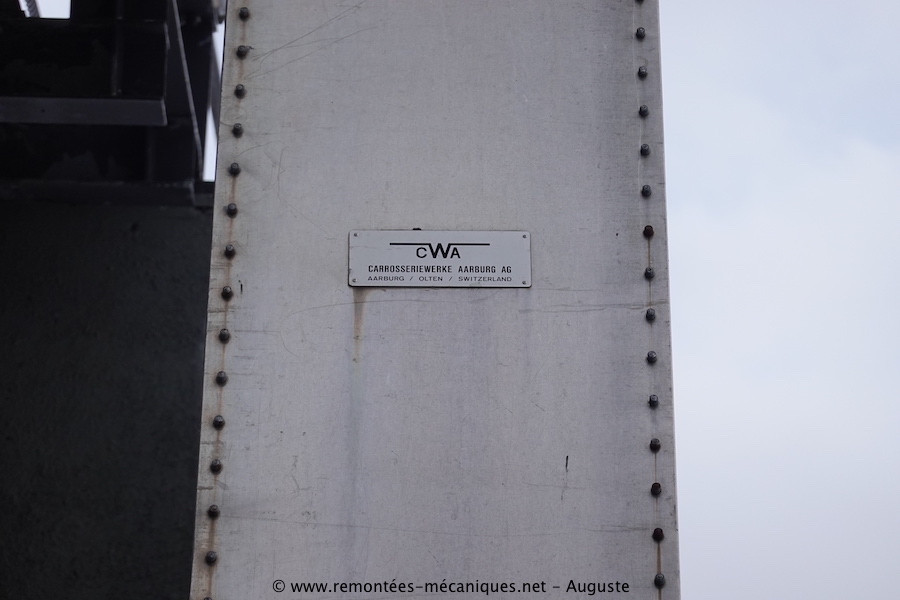 CWA
CARROSSERIEWERKE AARBURG AG
AARBURG / OLTEN / SWITZERLAND
© www.remontées-mécaniques.net - Auguste